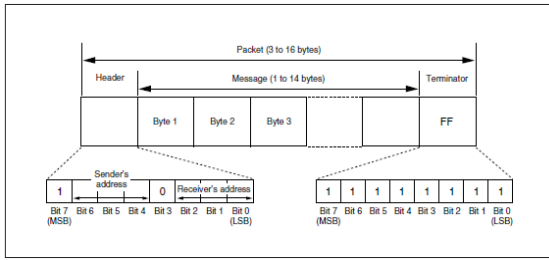 Packet (3 to 16 bytes)
Header Message (1 to 14 bytes) Terminator
Byte 1 Byte 2 Byte 3 FF
Sender's
address
1 0 Receiver's address 1 1 1 1 1 1 1 1
Bit 7 Bit 6 Bit 5 Bit 4 Bit 3 Bit 2 Bit 1 Bit 0 Bit 7 Bit 6 Bit 5 Bit 4 Bit 3 Bit 2 Bit 1 Bit 0
(MSB) (LSB) (MSB) (LSB)